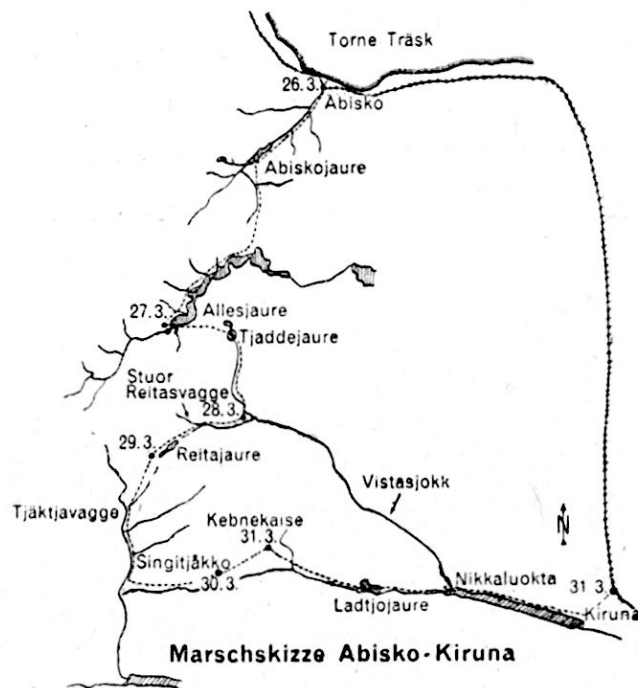 Torne Träsk
26.3.
Abisko
Abiskojaure
27.3.
Allesjaure
Tjaddejaure
Stuor
Reitasvagge
28.3.
29.3.
Reitajaure
Vistasjokk
Tjäktjavagge
Kebnekaise
31.3.
N
Singitjåkko
30.3.
Nikkaluokta
31.3.
Ladtjojaure
Kiruna
Marschskizze Abisko-Kiruna